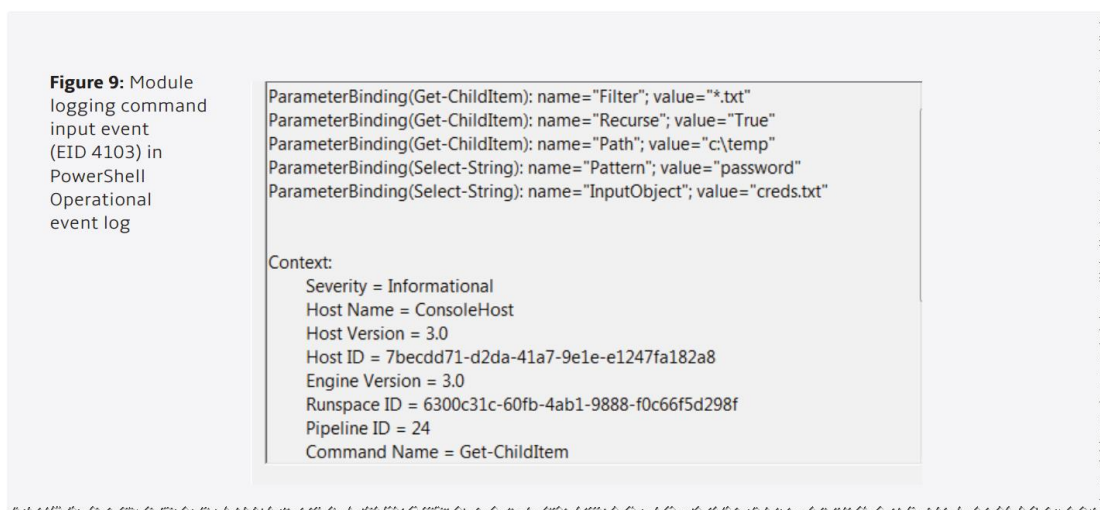 Figure 9: Module
logging command
input event
(EID 4103) in
PowerShell
Operational
event log
ParameterBinding(Get-ChildItem): name="Filter"; value="*.txt"
ParameterBinding(Get-ChildItem): name="Recurse"; value="True"
ParameterBinding(Get-ChildItem): name="Path"; value="c:\temp"
ParameterBinding(Select-String): name="Pattern"; value="password"
ParameterBinding(Select-String): name="InputObject"; value="creds.txt"
Context:
Severity = Informational
Host Name = ConsoleHost
Host Version = 3.0
Host ID = 7becdd71-d2da-41a7-9e1e-e1247fa182a8
Engine Version = 3.0
Runspace ID = 6300c31c-60fb-4ab1-9888-f0c66f5d298f
Pipeline ID = 24
Command Name = Get-ChildItem